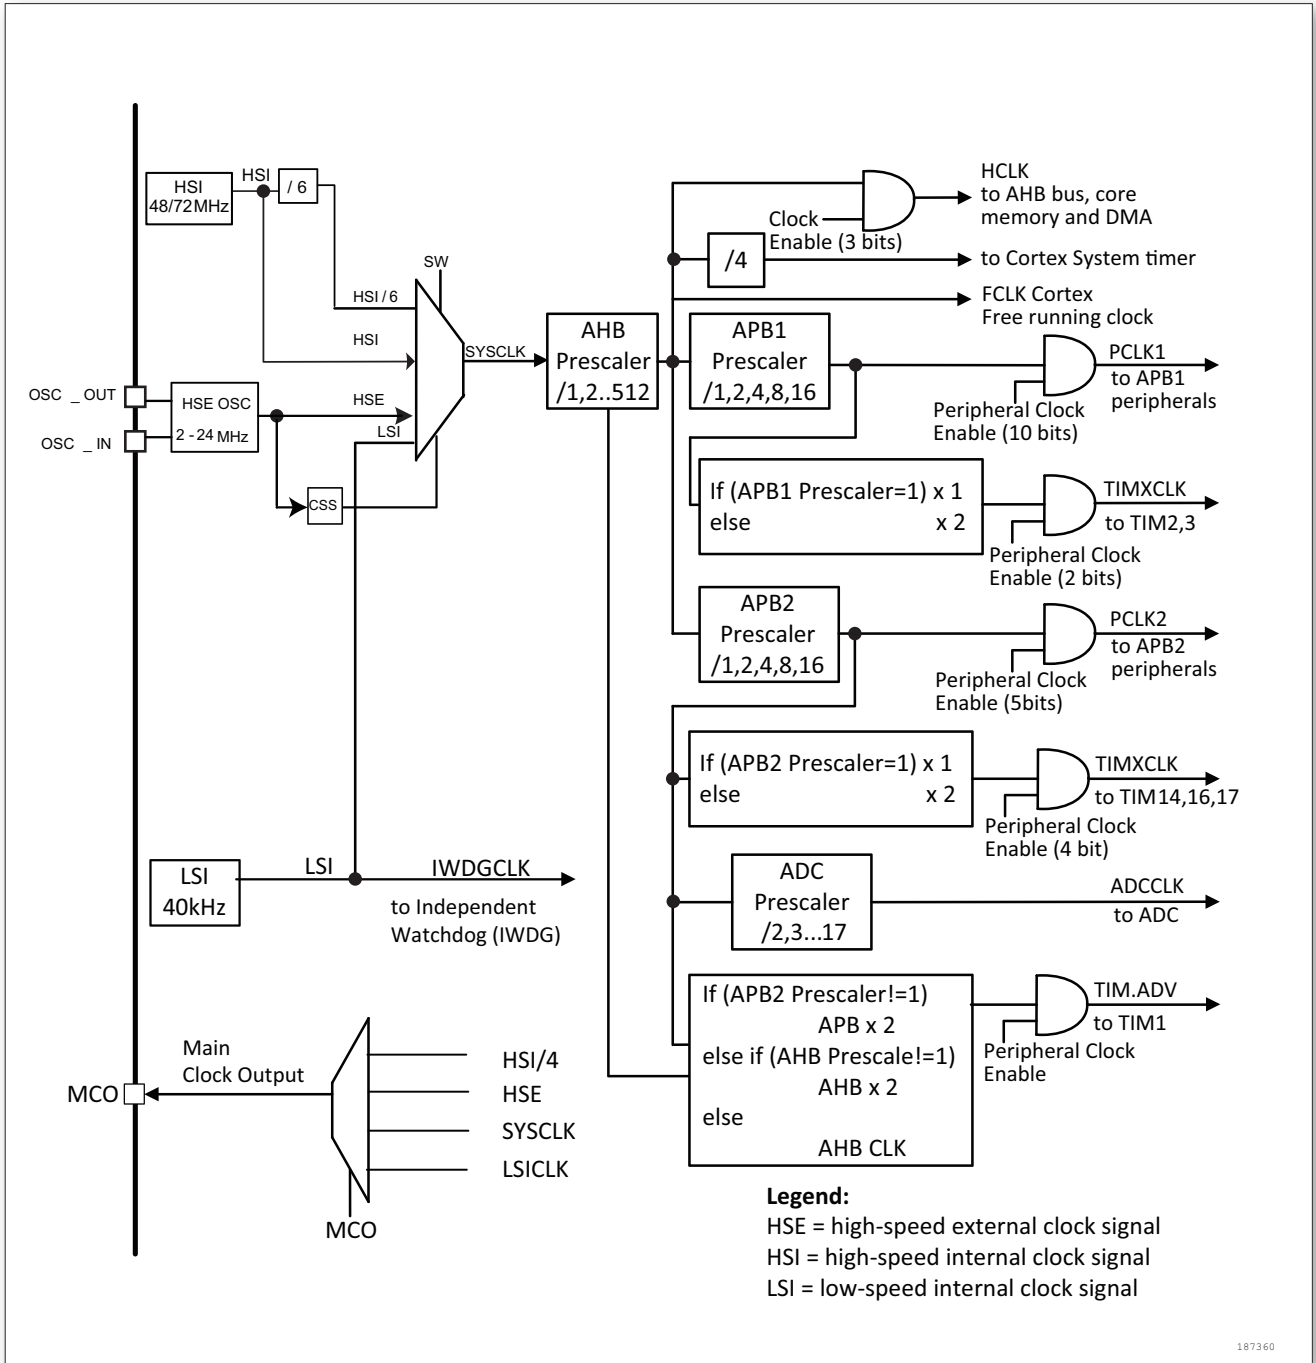 HSI
48/72MHz
HSI
/ 6
SW
HSI / 6
HSI
HSE
LSI
SYSCLK
OSC _ OUT
OSC _ IN
HSE OSC
2 - 24 MHz
CSS
AHB
Prescaler
/1,2..512
Clock
Enable (3 bits)
HCLK
to AHB bus, core
memory and DMA
/4
to Cortex System timer
FCLK Cortex
Free running clock
APB1
Prescaler
/1,2,4,8,16
Peripheral Clock
Enable (10 bits)
PCLK1
to APB1
peripherals
If (APB1 Prescaler=1) x 1
else x 2
Peripheral Clock
Enable (2 bits)
TIMXCLK
to TIM2,3
APB2
Prescaler
/1,2,4,8,16
Peripheral Clock
Enable (5bits)
PCLK2
to APB2
peripherals
If (APB2 Prescaler=1) x 1
else x 2
Peripheral Clock
Enable (4 bit)
TIMXCLK
to TIM14,16,17
LSI
40kHz
LSI
IWDGCLK
to Independent
Watchdog (IWDG)
ADC
Prescaler
/2,3...17
ADCCLK
to ADC
If (APB2 Prescaler!=1)
APB x 2
else if (AHB Prescale!=1)
AHB x 2
else
AHB CLK
Peripheral Clock
Enable
TIM.ADV
to TIM1
Main
Clock Output
MCO
HSI/4
HSE
SYSCLK
LSICLK
MCO
Legend:
HSE = high-speed external clock signal
HSI = high-speed internal clock signal
LSI = low-speed internal clock signal
187360